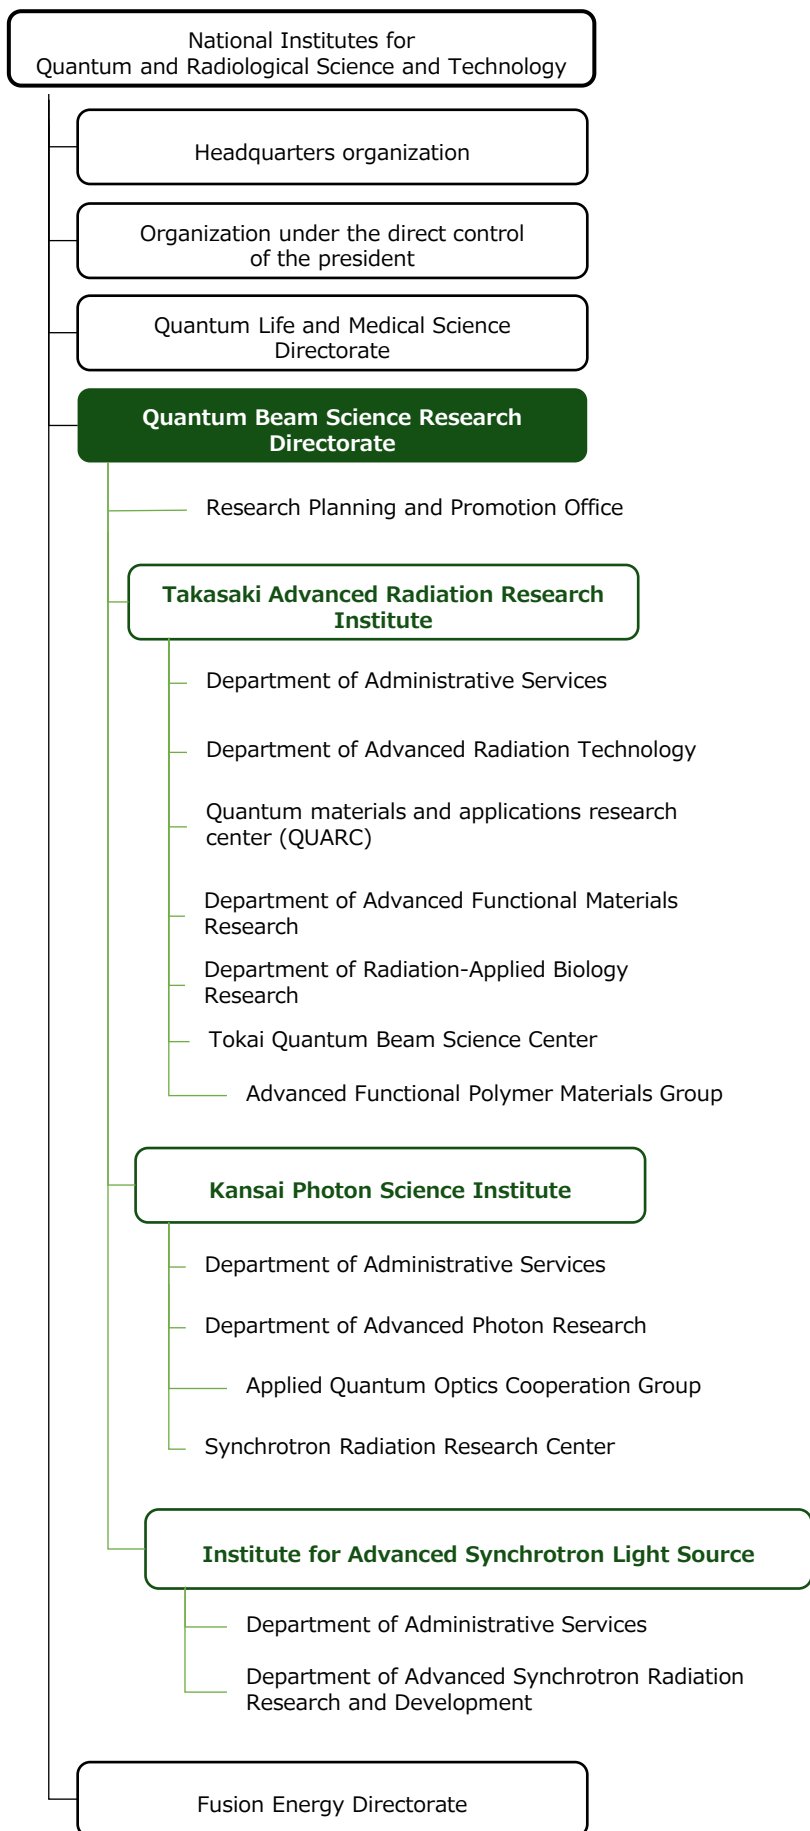 National Institutes for
Quantum and Radiological Science and Technology
Headquarters organization
Organization under the direct control
of the president
Quantum Life and Medical Science
Directorate
Quantum Beam Science Research
Directorate
Research Planning and Promotion Office
Takasaki Advanced Radiation Research
Institute
Department of Administrative Services
Department of Advanced Radiation Technology
Quantum materials and applications research
center (QUARC)
Department of Advanced Functional Materials
Research
Department of Radiation-Applied Biology
Research
Tokai Quantum Beam Science Center
Advanced Functional Polymer Materials Group
Kansai Photon Science Institute
Department of Administrative Services
Department of Advanced Photon Research
Applied Quantum Optics Cooperation Group
Synchrotron Radiation Research Center
Institute for Advanced Synchrotron Light Source
Department of Administrative Services
Department of Advanced Synchrotron Radiation
Research and Development
Fusion Energy Directorate